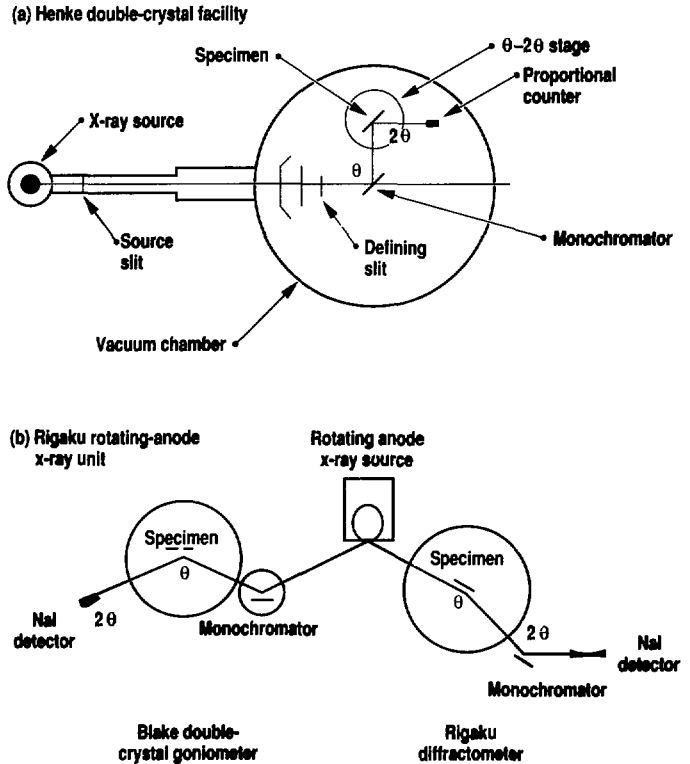 (a) Henke double-crystal facility
θ–2θ stage
Specimen
Proportional
counter
X-ray source
2θ
θ
Source
slit
Defining
slit
Monochromator
Vacuum chamber
(b) Rigaku rotating-anode
x-ray unit
Rotating anode
x-ray source
Specimen
θ
2θ
NaI
detector
Monochromator
Specimen
θ
2θ
NaI
detector
Monochromator
Blake double-
crystal goniometer
Rigaku
diffractometer